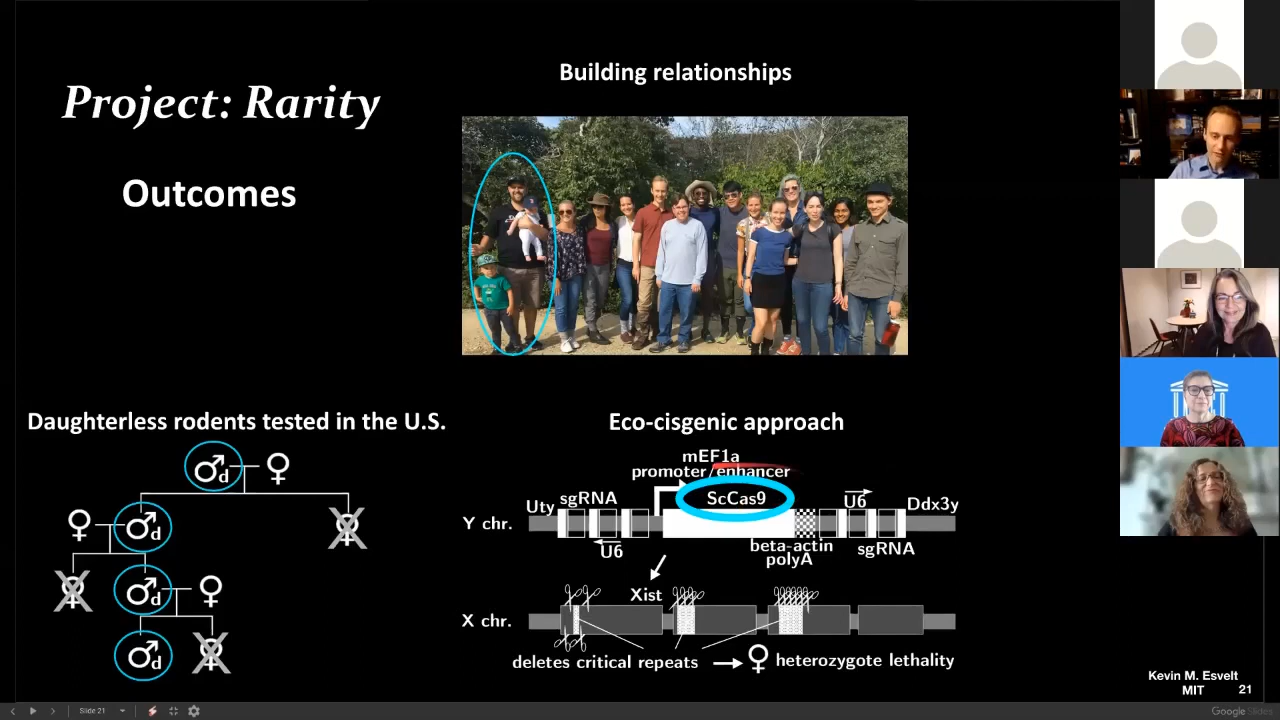 Project: Rarity
Outcomes
Building relationships
Daughterless rodents tested in the U.S.
d
d
d
d
Eco-cisgenic approach
mEF1a
promoter/enhancer
ScCas9
Uty
sgRNA
U6
Ddx3y
Y chr.
U6
beta-actin
polyA
sgRNA
Xist
X chr.
deletes critical repeats
heterozygote lethality
Kevin M. Esvelt
MIT
21
Slide 21
Google Slides